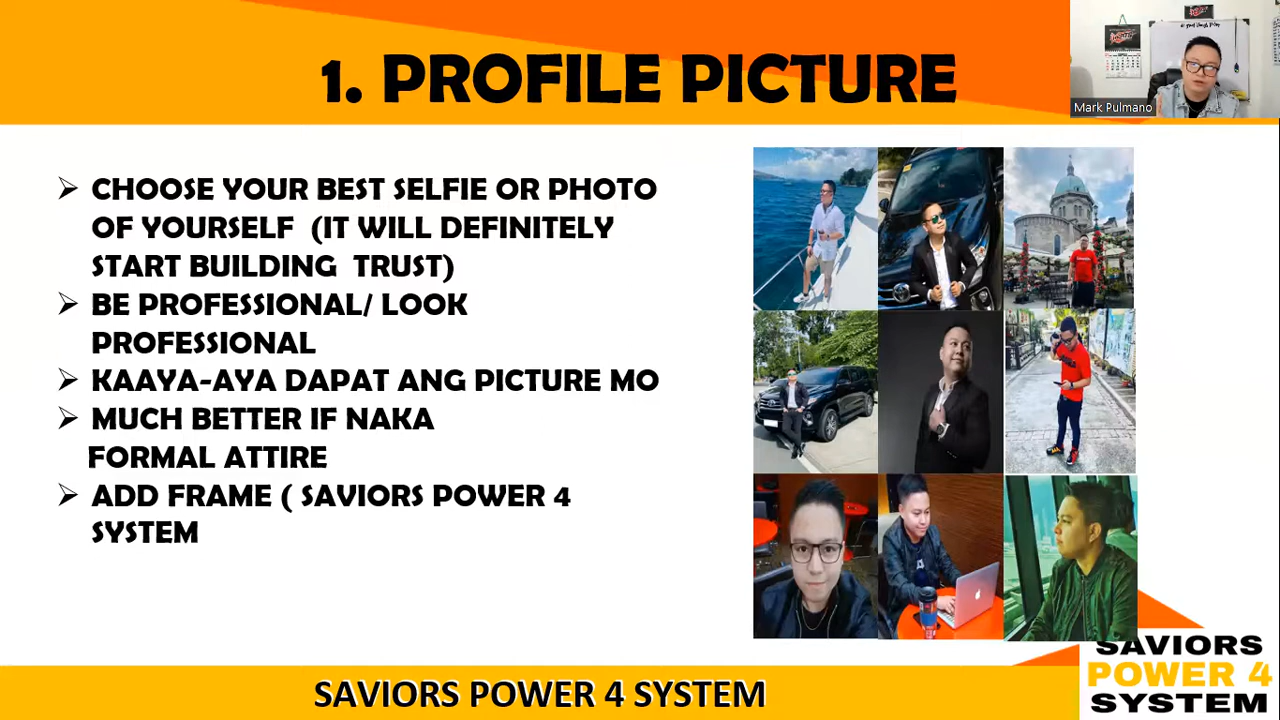 1. PROFILE PICTURE
Mark Pulmano
➢ CHOOSE YOUR BEST SELFIE OR PHOTO
OF YOURSELF (IT WILL DEFINITELY
START BUILDING TRUST)
➢ BE PROFESSIONAL/ LOOK
PROFESSIONAL
➢ KAAYA-AYA DAPAT ANG PICTURE MO
➢ MUCH BETTER IF NAKA
FORMAL ATTIRE
➢ ADD FRAME ( SAVIORS POWER 4
SYSTEM
SAVIORS POWER 4 SYSTEM
SAVIORS
POWER 4
SYSTEM